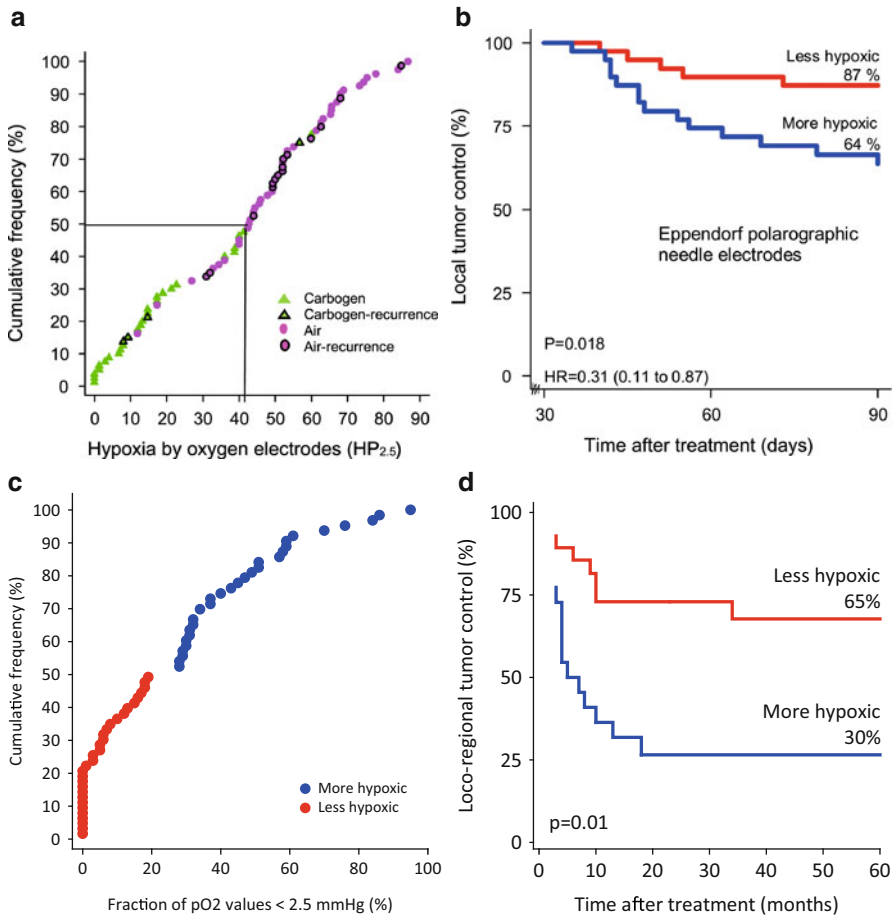 a
100
90
80
70
60
50
40
30
20
10
0
Cumulative frequency (%)
Carbogen
Carbogen-recurrence
Air
Air-recurrence
0 10 20 30 40 50 60 70 80 90
Hypoxia by oxygen electrodes (HP2.5)
b
100
75
50
25
0
Local tumor control (%)
Less hypoxic
87 %
More hypoxic
64 %
Eppendorf polarographic
needle electrodes
P=0.018
HR=0.31 (0.11 to 0.87)
30 60 90
Time after treatment (days)
c
100
90
80
70
60
50
40
30
20
10
0
Cumulative frequency (%)
More hypoxic
Less hypoxic
0 20 40 60 80 100
Fraction of pO2 values < 2.5 mmHg (%)
d
100
75
50
25
0
Loco-regional tumor control (%)
Less hypoxic
65%
More hypoxic
30%
p=0.01
0 10 20 30 40 50 60
Time after treatment (months)